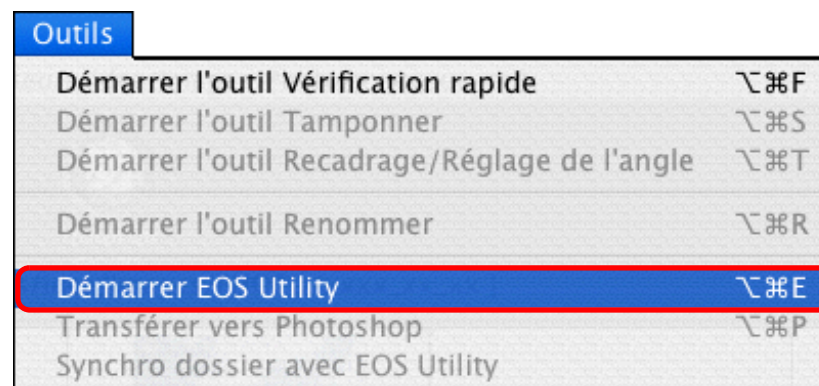 Outils
Démarrer l'outil Vérification rapide ⌥⌘F
Démarrer l'outil Tamponner ⌥⌘S
Démarrer l'outil Recadrage/Réglage de l'angle ⌥⌘T
Démarrer l'outil Renommer ⌥⌘R
Démarrer EOS Utility ⌥⌘E
Transférer vers Photoshop ⌥⌘P
Synchro dossier avec EOS Utility